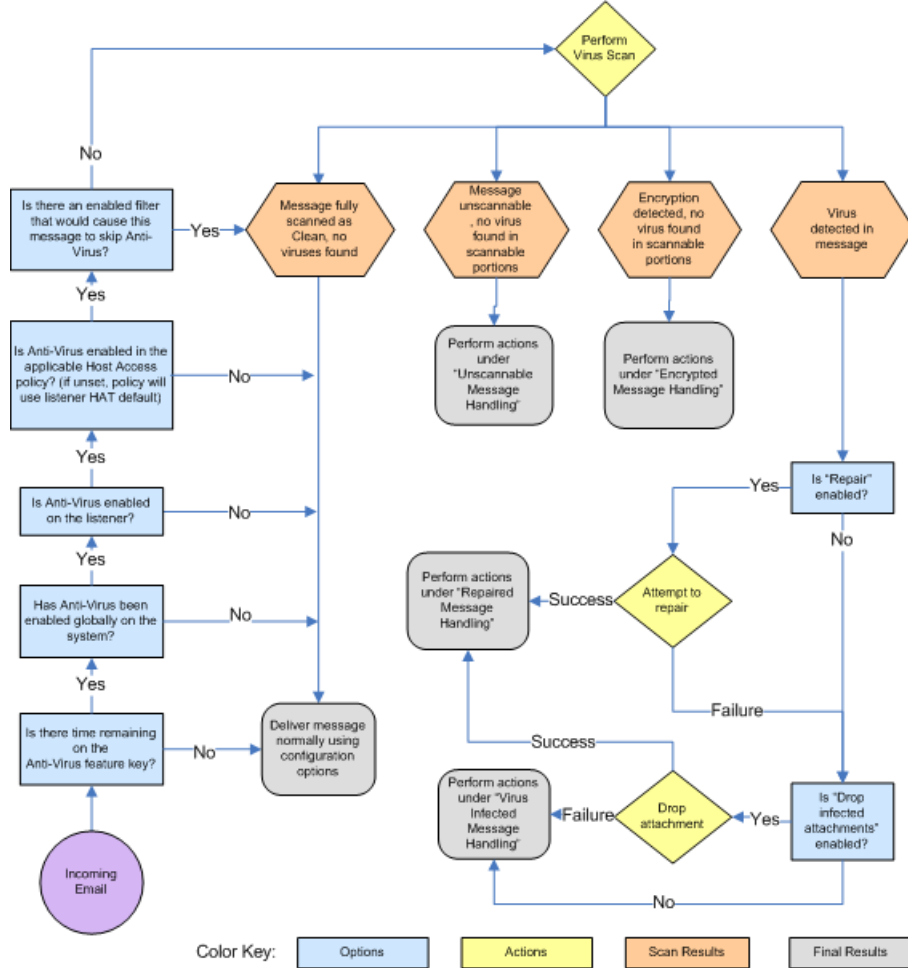 Perform
Virus Scan
No
Is there an enabled filter
that would cause this
message to skip Anti-
Virus?
Yes
Message fully
scanned as
Clean, no
viruses found
Message
unscannable
, no virus
found in
scannable
portions
Encryption
detected, no
virus found
in scannable
portions
Virus
detected in
message
Yes
Is Anti-Virus enabled in the
applicable Host Access
policy? (if unset, policy will
use listener HAT default)
No
Perform actions
under
"Unscannable
Message
Handling"
Perform actions
under "Encrypted
Message Handling"
Yes
Is Anti-Virus enabled
on the listener?
No
Is "Repair"
enabled?
Yes
No
Yes
Has Anti-Virus been
enabled globally on the
system?
No
Perform actions
under "Repaired
Message
Handling"
Success
Attempt to
repair
Failure
Yes
Is there time remaining
on the
Anti-Virus feature key?
No
Deliver message
normally using
configuration
options
Success
Perform actions
under "Virus
Infected
Message
Handling"
Failure
Drop
attachment
Yes
Is "Drop
infected
attachments"
enabled?
No
Incoming
Email
Color Key:
Options
Actions
Scan Results
Final Results